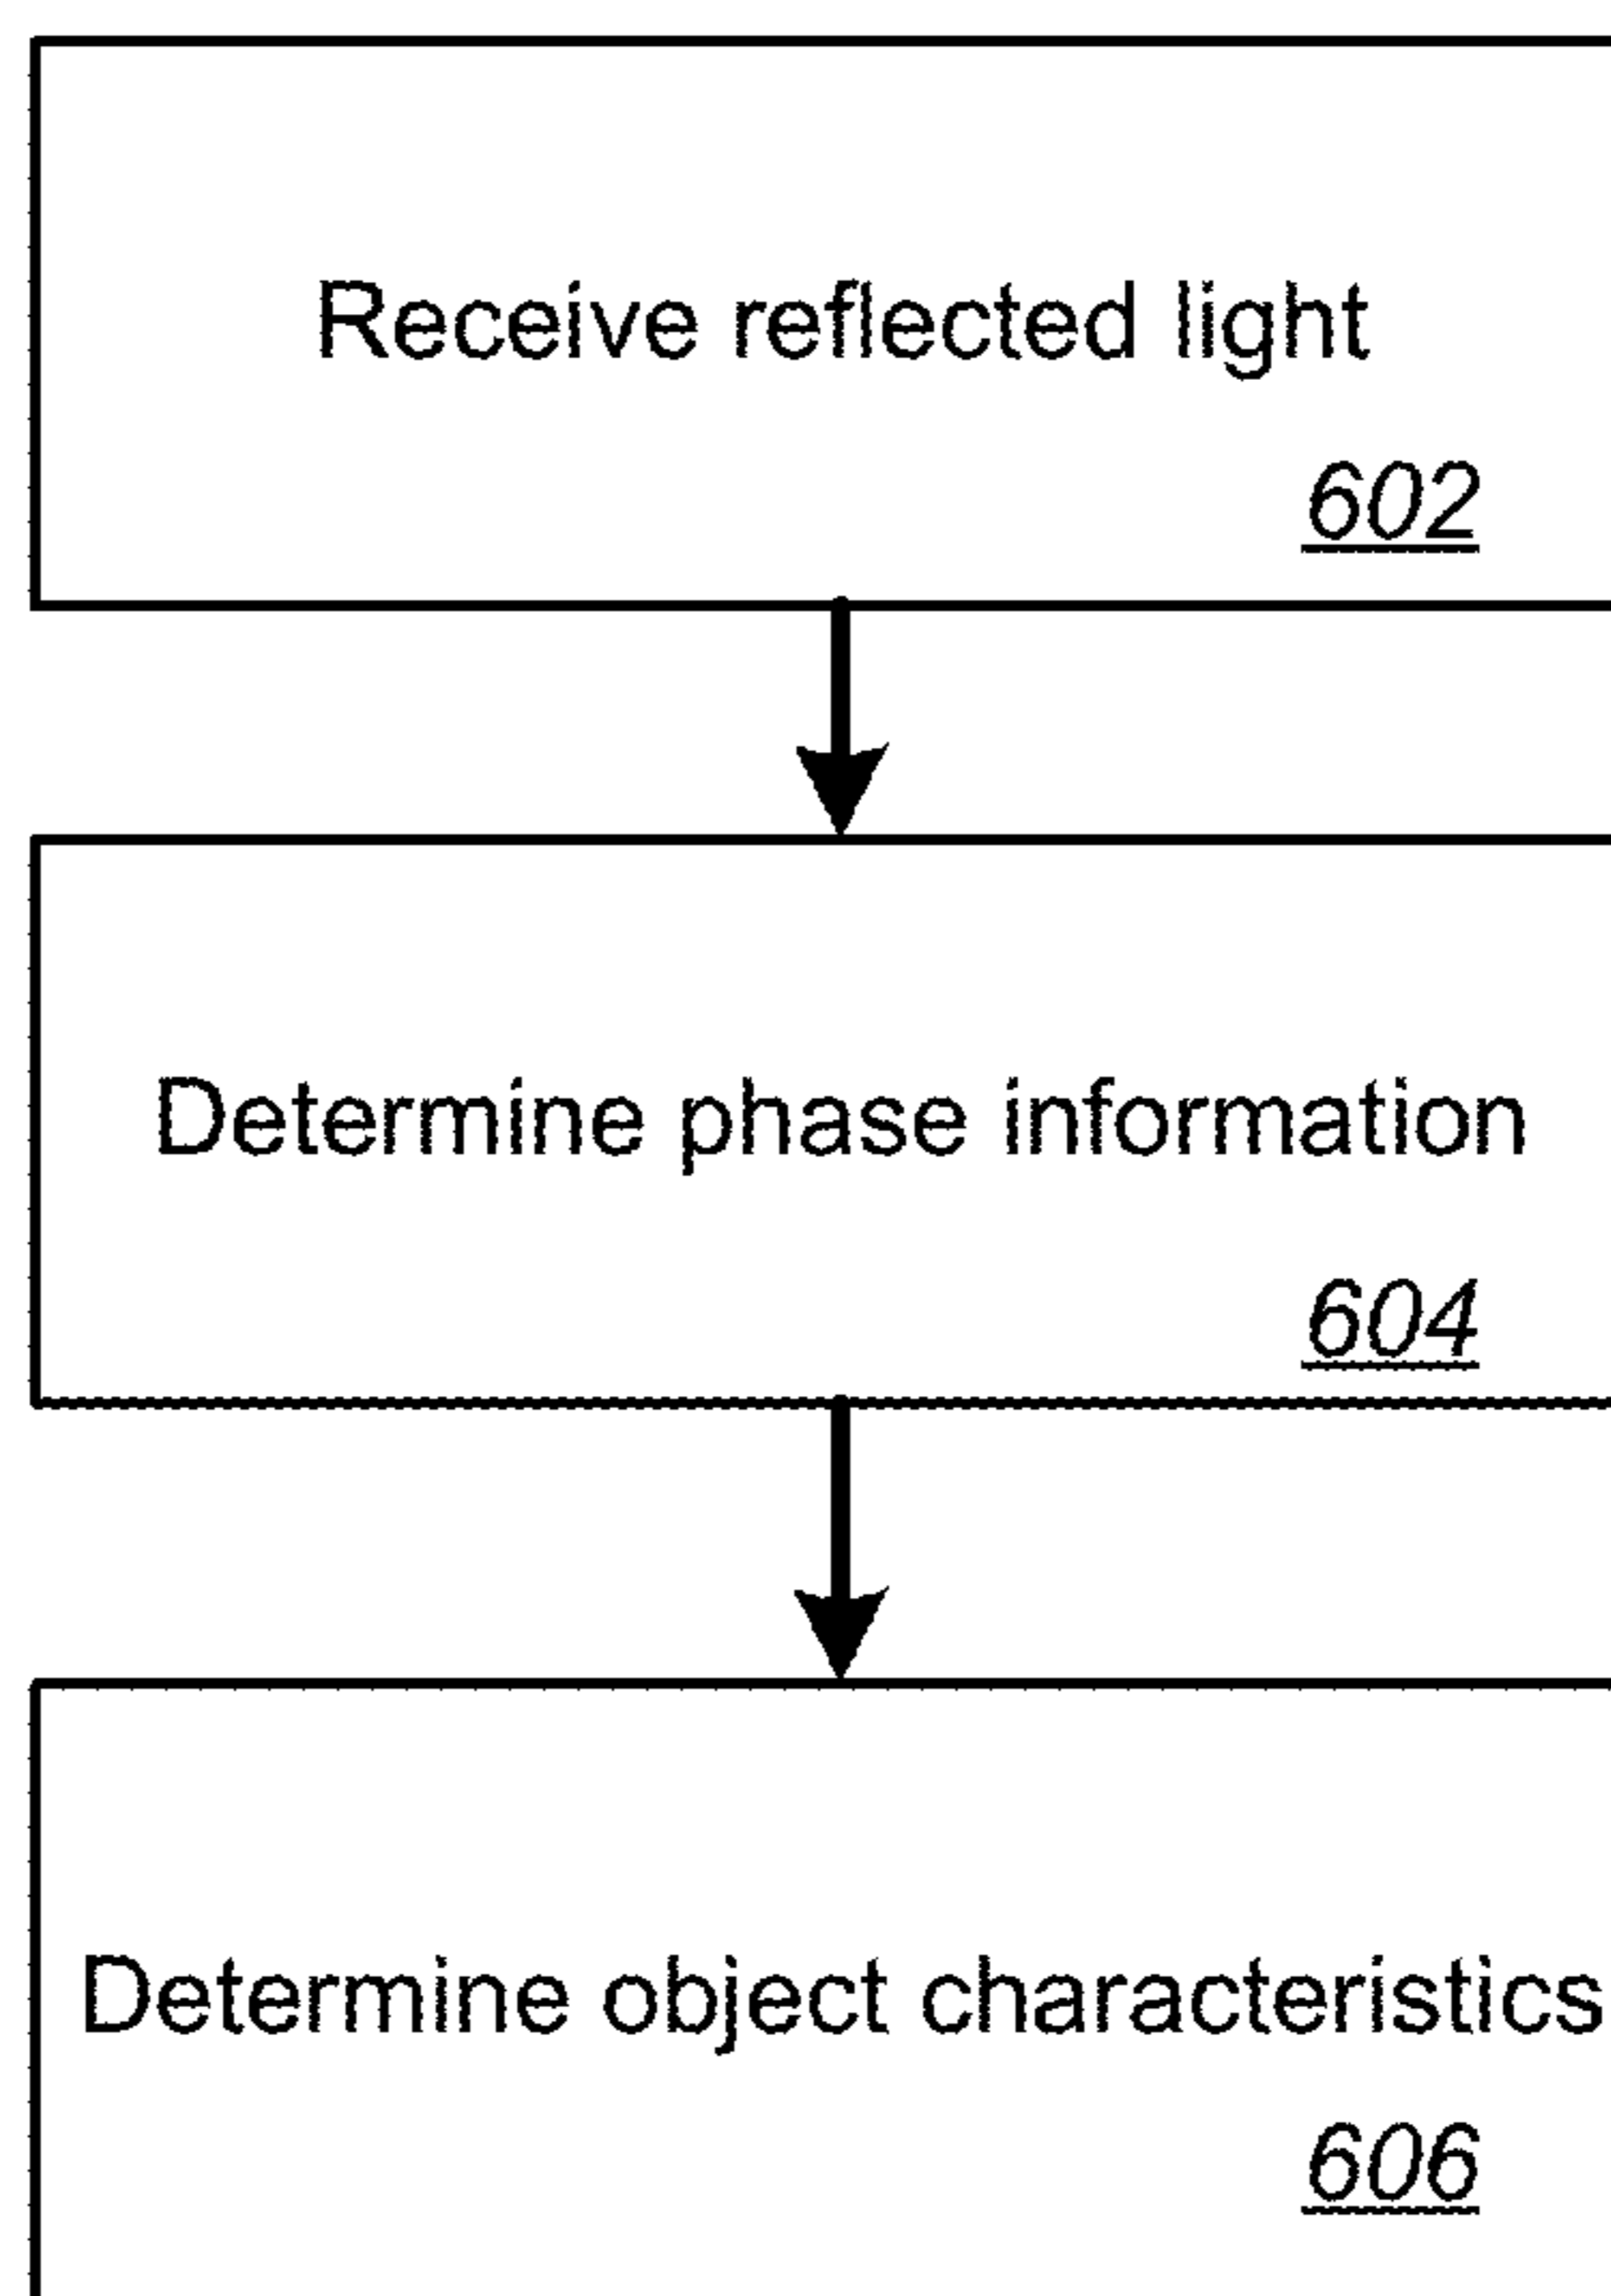 Receive reflected light
602
Determine phase information
604
Determine object characteristics
606